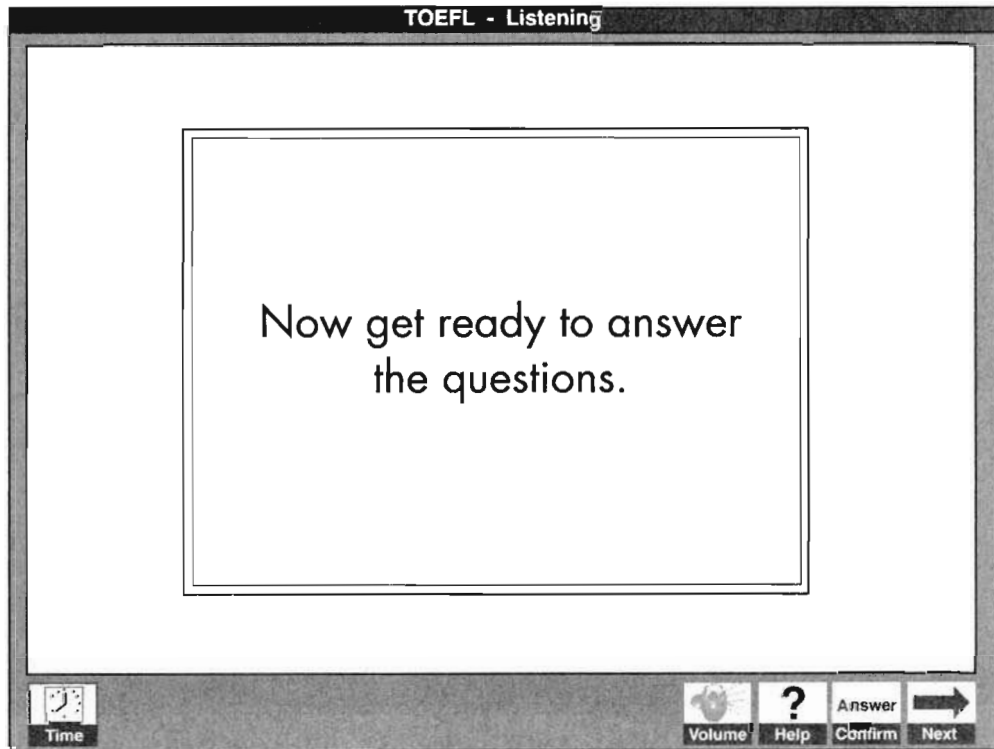 TOEFL - Listening
Now get ready to answer
the questions.
Time
Volume
?
Help
Answer
Confirm
Next